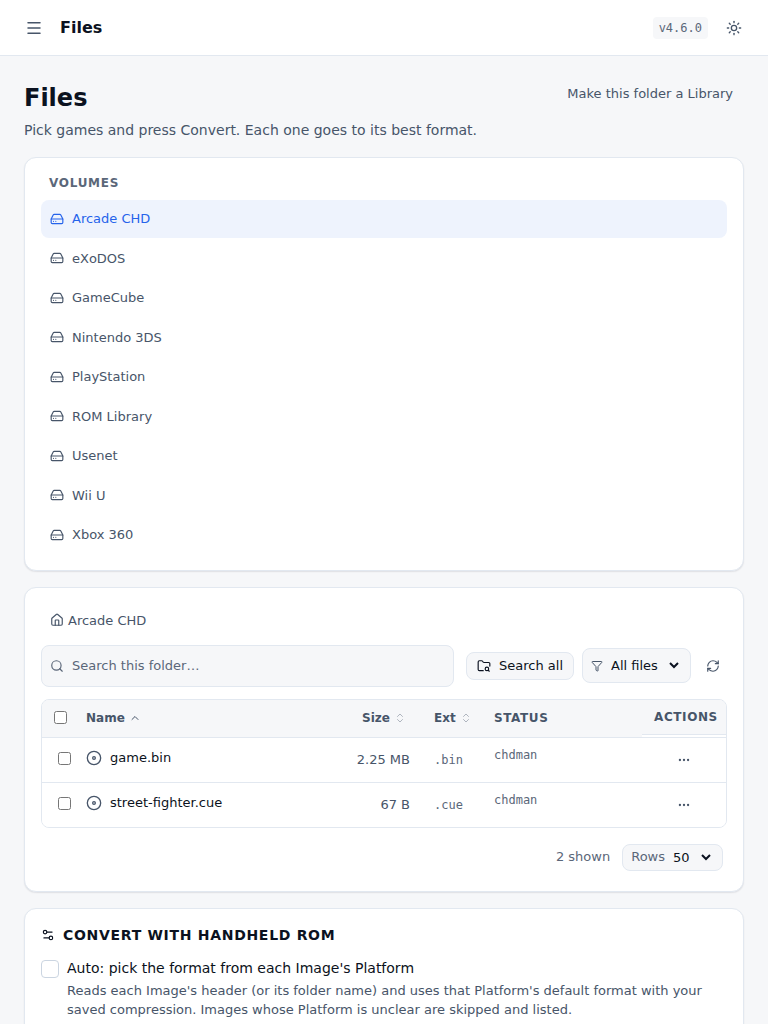 Files
v4.6.0
Files
Make this folder a Library
Pick games and press Convert. Each one goes to its best format.
VOLUMES
Arcade CHD
eXoDOS
GameCube
Nintendo 3DS
PlayStation
ROM Library
Usenet
Wii U
Xbox 360
Arcade CHD
Search this folder…
Search all
All files
Name Size Ext STATUS ACTIONS
game.bin 2.25 MB .bin chdman
street-fighter.cue 67 B .cue chdman
2 shown Rows 50
CONVERT WITH HANDHELD ROM
Auto: pick the format from each Image's Platform
Reads each Image's header (or its folder name) and uses that Platform's default format with your
saved compression. Images whose Platform is unclear are skipped and listed.